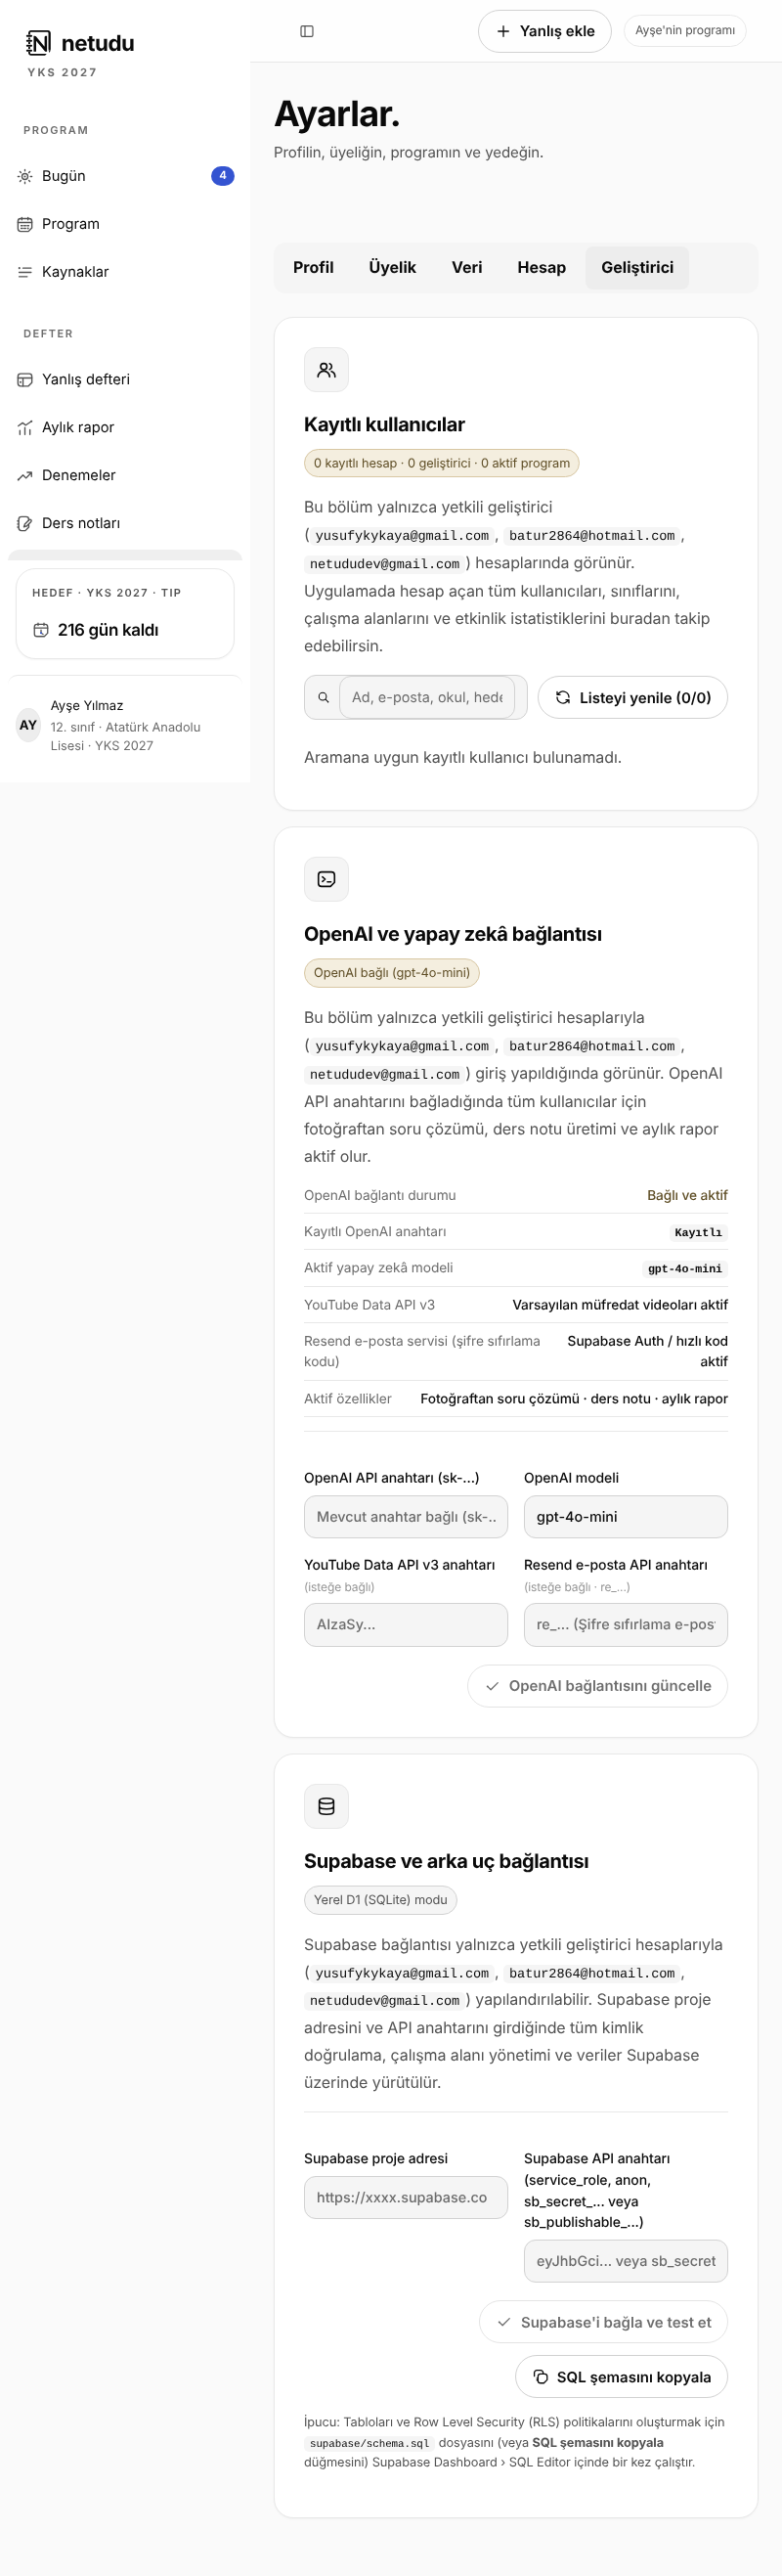 netudu
YKS 2027
PROGRAM
Bugün 4
Program
Kaynaklar
DEFTER
Yanlış defteri
Aylık rapor
Denemeler
Ders notları
HEDEF · YKS 2027 · TIP
216 gün kaldı
AY
Ayşe Yılmaz
12. sınıf · Atatürk Anadolu
Lisesi · YKS 2027
Yanlış ekle
Ayşe'nin programı
Ayarlar.
Profilin, üyeliğin, programın ve yedeğin.
Profil Üyelik Veri Hesap Geliştirici
Kayıtlı kullanıcılar
0 kayıtlı hesap · 0 geliştirici · 0 aktif program
Bu bölüm yalnızca yetkili geliştirici
( yusufykykaya@gmail.com , batur2864@hotmail.com ,
netududev@gmail.com ) hesaplarında görünür.
Uygulamada hesap açan tüm kullanıcıları, sınıflarını,
çalışma alanlarını ve etkinlik istatistiklerini buradan takip
edebilirsin.
Ad, e-posta, okul, hede
Listeyi yenile (0/0)
Aramana uygun kayıtlı kullanıcı bulunamadı.
OpenAI ve yapay zekâ bağlantısı
OpenAI bağlı (gpt-4o-mini)
Bu bölüm yalnızca yetkili geliştirici hesaplarıyla
( yusufykykaya@gmail.com , batur2864@hotmail.com ,
netududev@gmail.com ) giriş yapıldığında görünür. OpenAI
API anahtarını bağladığında tüm kullanıcılar için
fotoğraftan soru çözümü, ders notu üretimi ve aylık rapor
aktif olur.
OpenAI bağlantı durumu Bağlı ve aktif
Kayıtlı OpenAI anahtarı Kayıtlı
Aktif yapay zekâ modeli gpt-4o-mini
YouTube Data API v3 Varsayılan müfredat videoları aktif
Resend e-posta servisi (şifre sıfırlama Supabase Auth / hızlı kod
kodu) aktif
Aktif özellikler Fotoğraftan soru çözümü · ders notu · aylık rapor
OpenAI API anahtarı (sk-...) OpenAI modeli
Mevcut anahtar bağlı (sk-.. gpt-4o-mini
YouTube Data API v3 anahtarı Resend e-posta API anahtarı
(isteğe bağlı) (isteğe bağlı · re_...)
AIzaSy... re_... (Şifre sıfırlama e-pos
OpenAI bağlantısını güncelle
Supabase ve arka uç bağlantısı
Yerel D1 (SQLite) modu
Supabase bağlantısı yalnızca yetkili geliştirici hesaplarıyla
( yusufykykaya@gmail.com , batur2864@hotmail.com ,
netududev@gmail.com ) yapılandırılabilir. Supabase proje
adresini ve API anahtarını girdiğinde tüm kimlik
doğrulama, çalışma alanı yönetimi ve veriler Supabase
üzerinde yürütülür.
Supabase proje adresi
https://xxxx.supabase.co
Supabase API anahtarı
(service_role, anon,
sb_secret_... veya
sb_publishable_...)
eyJhbGci... veya sb_secret
Supabase'i bağla ve test et
SQL şemasını kopyala
İpucu: Tabloları ve Row Level Security (RLS) politikalarını oluşturmak için
supabase/schema.sql dosyasını (veya SQL şemasını kopyala
düğmesini) Supabase Dashboard › SQL Editor içinde bir kez çalıştır.